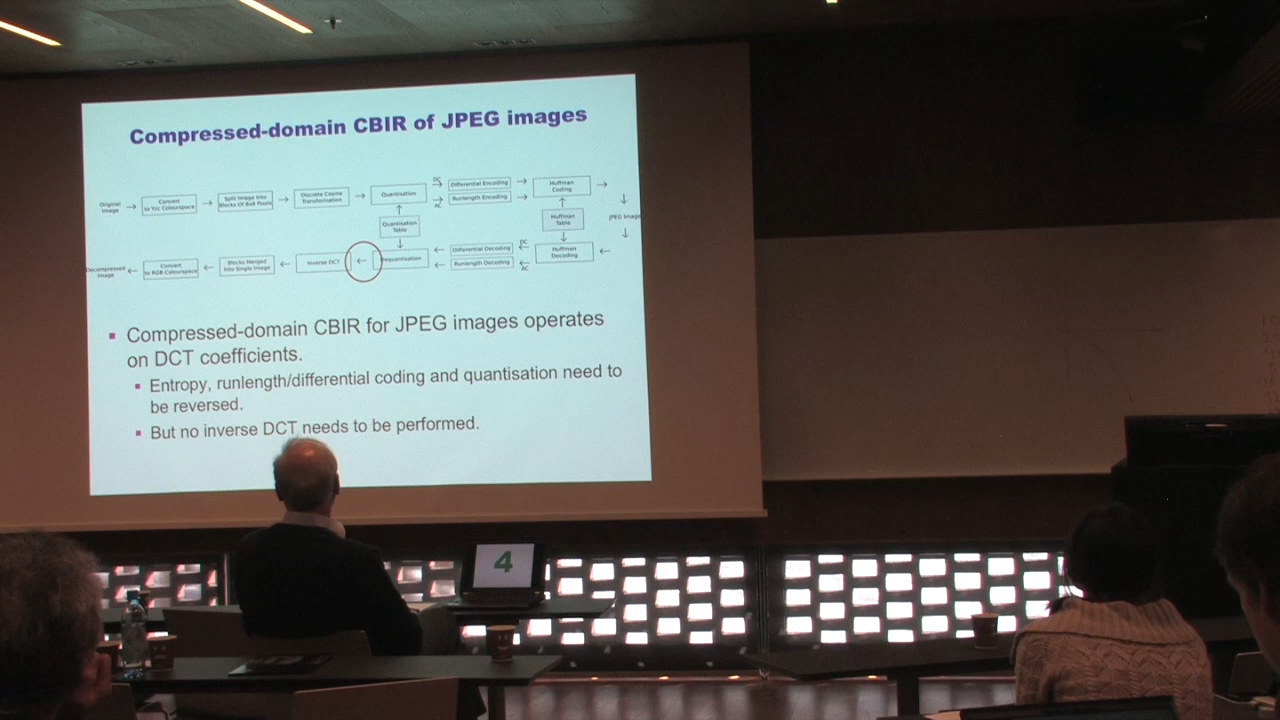 Compressed-domain CBIR of JPEG images
Original Image
Convert to Ycc Colourspace
Split Image Into Blocks Of 8x8 Pixels
Discrete Cosine Transformation
Quantisation
DC
AC
Differential Encoding
Runlength Encoding
Huffman Coding
Quantisation Table
Huffman Table
JPEG Image
Decompressed Image
Convert to RGB Colourspace
Blocks Merged Into Single Image
Inverse DCT
Dequantisation
Differential Decoding
Runlength Decoding
DC
AC
Huffman Decoding
Compressed-domain CBIR for JPEG images operates
on DCT coefficients.
Entropy, runlength/differential coding and quantisation need to
be reversed.
But no inverse DCT needs to be performed.
4